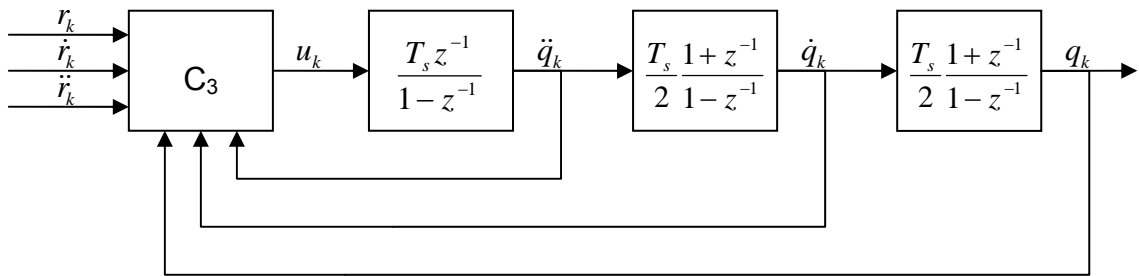 r_k
ṙ_k
r̈_k
C₃
u_k
T_s z^{-1} / 1 − z^{-1}
q̈_k
T_s / 2 1 + z^{-1} / 1 − z^{-1}
q̇_k
T_s / 2 1 + z^{-1} / 1 − z^{-1}
q_k